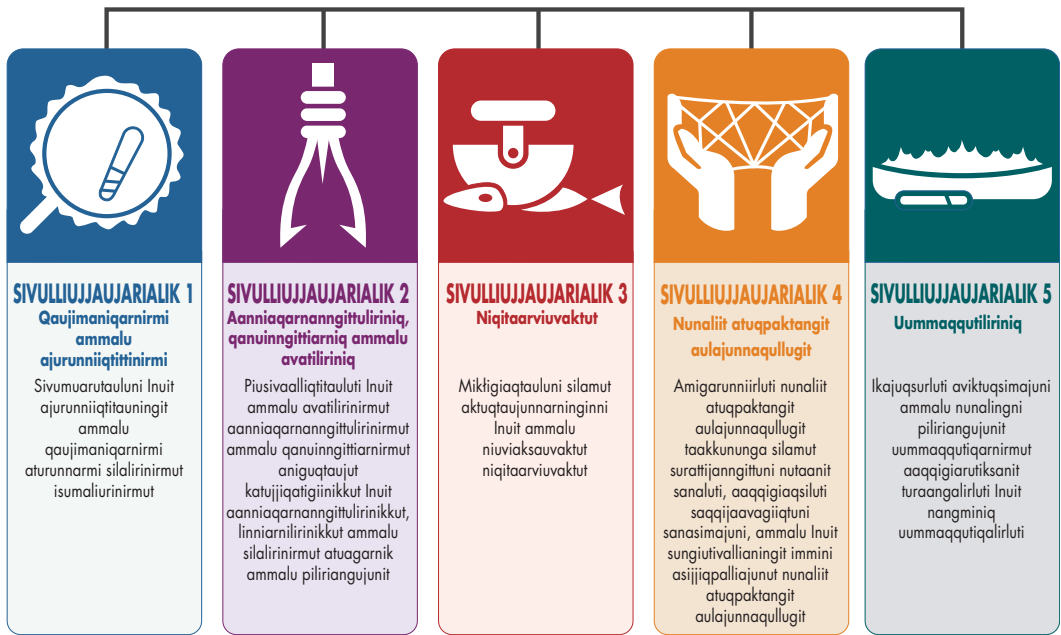 SIVULLIUJJAUJARIALIK 1
Qaujimaniqarnirmi
ammalu
ajurunniiqtittinirmi
Sivumuarutauluni Inuit
ajurunniiqtitauningit
ammalu
qaujimaniqarnirmi
aturunnarmi silalirinirmut
isumaliurinirmut
SIVULLIUJJAUJARIALIK 2
Aanniaqarnanngittuliriniq,
qanuinngittiarniq ammalu
avatiliriniq
Piusivaalliqtitauluti Inuit
ammalu avatilirinirmut
aanniaqarnanngittulirinirmut
ammalu qanuinngittiarnirmut
aniguqtaujut
katujjiqatigiinikkut Inuit
aanniaqarnanngittulirinikkut,
linniarnilirinikkut ammalu
silalirinirmut atuagarnik
ammalu piliriangujunit
SIVULLIUJJAUJARIALIK 3
Niqitaarviuvaktut
Mikłigiaqtauluni silamut
aktuqtaujunnarninginni
Inuit ammalu
niuviaksauvaktut
niqitaarviuvaktut
SIVULLIUJJAUJARIALIK 4
Nunaliit atuqpaktangit
aulajunnaqullugit
Amigarunniirluti nunaliit
atuqpaktangit
aulajunnaqullugit
taakkununga silamut
surattijanngittuni nutaanit
sanaluti, aaqqigiaqsiluti
saqqijaavagiiqtuni
sanasimajuni, ammalu Inuit
sungiutivallianingit immini
asijjiqpalliajunut nunaliit
atuqpaktangit
aulajunnaqullugit
SIVULLIUJJAUJARIALIK 5
Uummaqqutiliriniq
Ikajuqsurluti aviktuqsimajuni
ammalu nunalingni
piliriangujunit
uummaqqutiqarnirmut
aaqqigiarutiksanit
turaangalirluti Inuit
nangminiq
uummaqqutiqalirluti